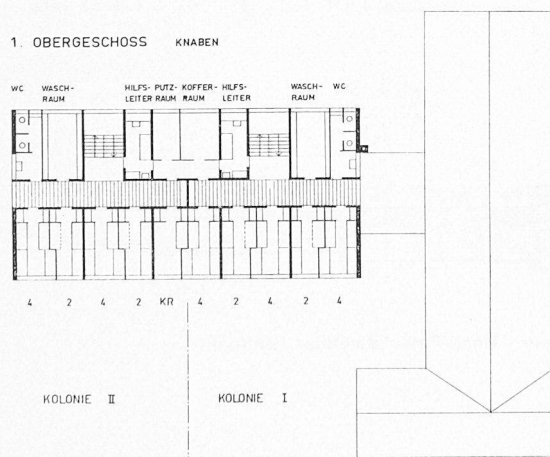 1. OBERGESCHOSS KNABEN
WC WASCH- HILFS- PUTZ- KOFFER- HILFS- WASCH- WC
RAUM LEITER RAUM RAUM LEITER RAUM
4 2 4 2 KR 4 2 4 2 4
KOLONIE II KOLONIE I